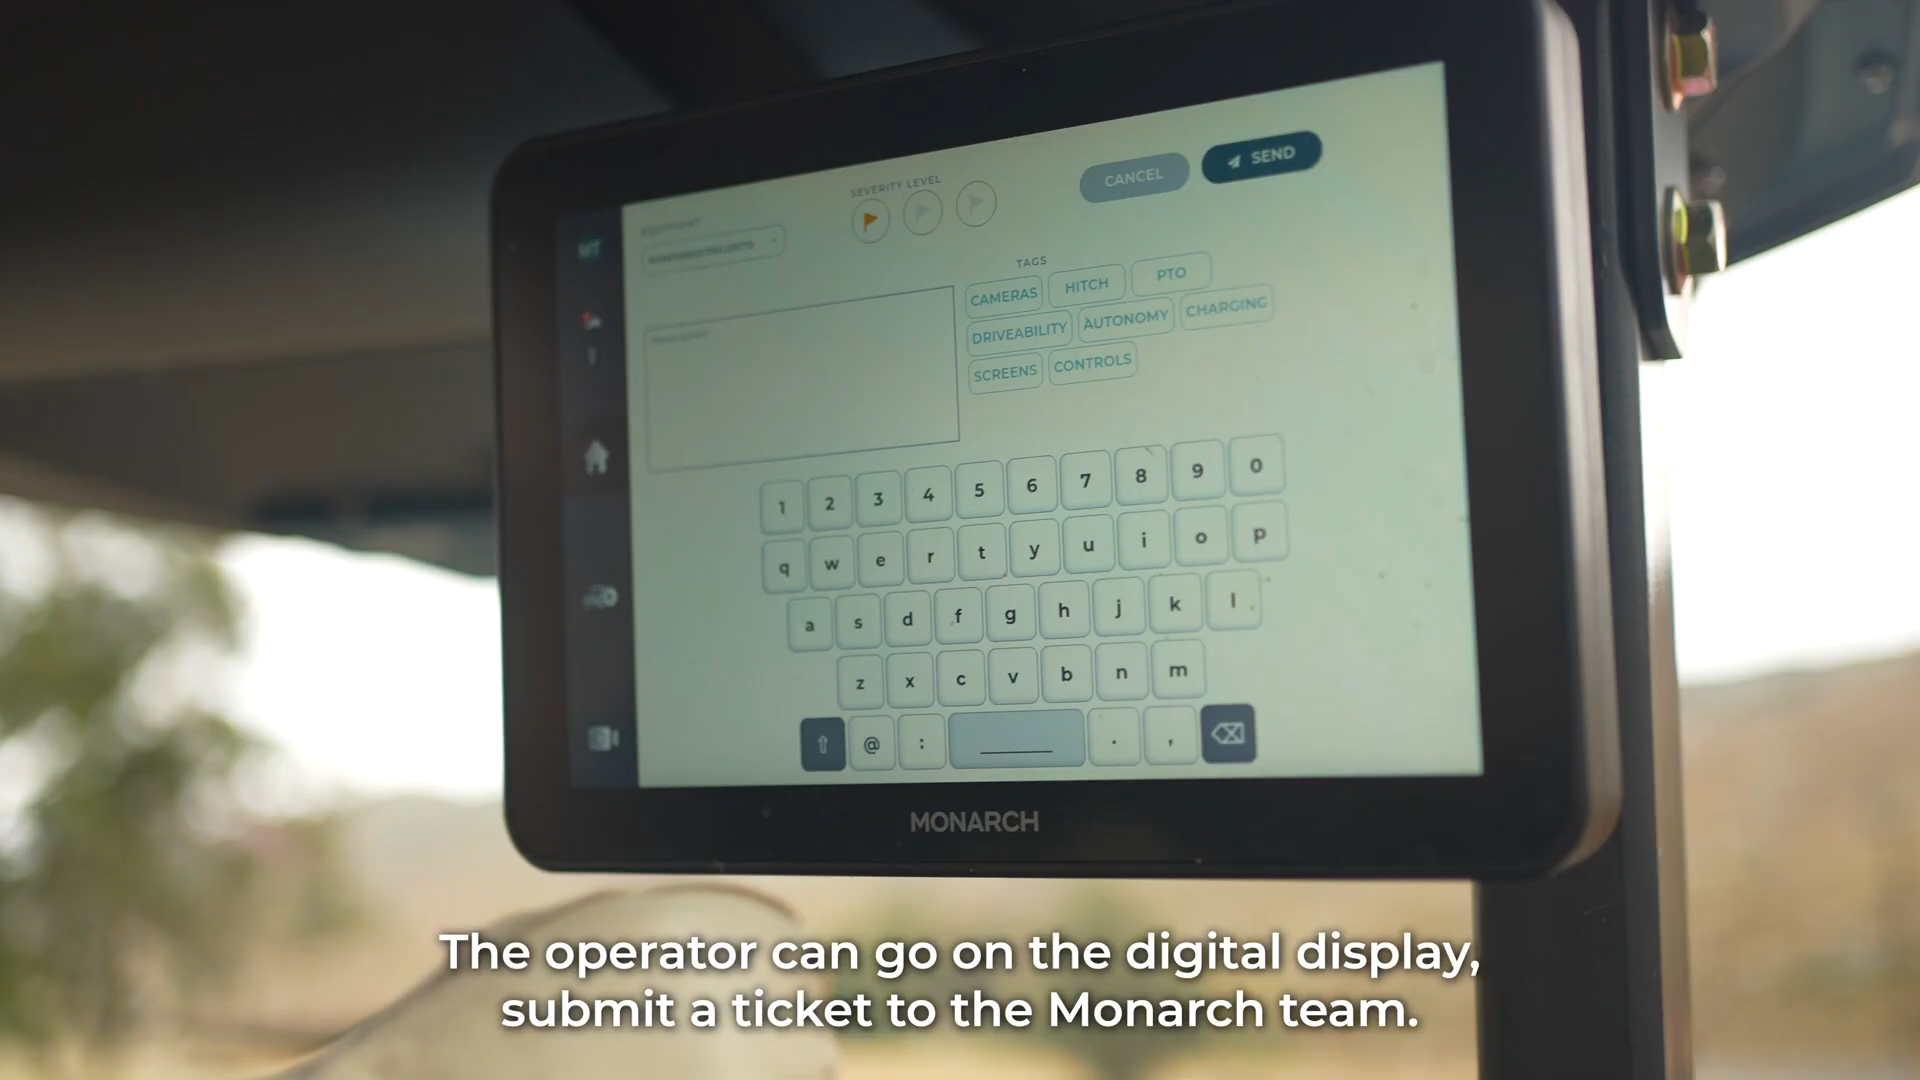 SEVERITY LEVEL
CANCEL
SEND
MT
TAGS
CAMERAS HITCH PTO
DRIVEABILITY AUTONOMY CHARGING
SCREENS CONTROLS
1 2 3 4 5 6 7 8 9 0
q w e r t y u i o p
a s d f g h j k l
z x c v b n m
@ : . ,
MONARCH
The operator can go on the digital display,
submit a ticket to the Monarch team.